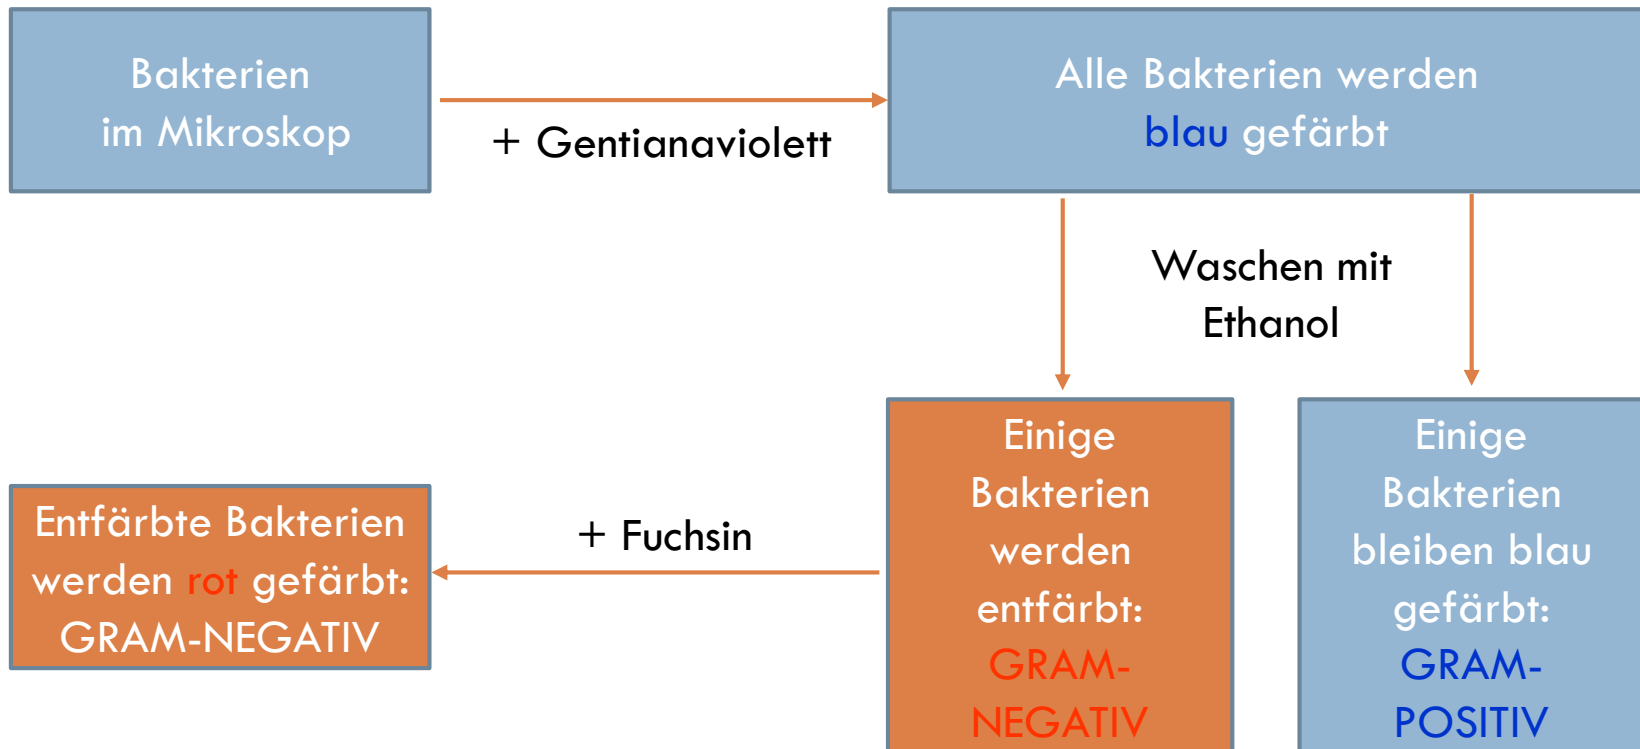 Bakterien
im Mikroskop
+ Gentianaviolett
Alle Bakterien werden
blau gefärbt
Waschen mit
Ethanol
Einige
Bakterien
werden
entfärbt:
GRAM-
NEGATIV
Einige
Bakterien
bleiben blau
gefärbt:
GRAM-
POSITIV
+ Fuchsin
Entfärbte Bakterien
werden rot gefärbt:
GRAM-NEGATIV